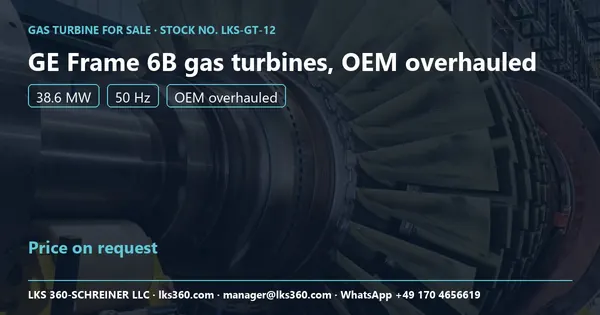 GAS TURBINE FOR SALE · STOCK NO. LKS-GT-12
GE Frame 6B gas turbines, OEM overhauled
38.6 MW 50 Hz OEM overhauled
Price on request
LKS 360-SCHREINER LLC · lks360.com · manager@lks360.com · WhatsApp +49 170 4656619